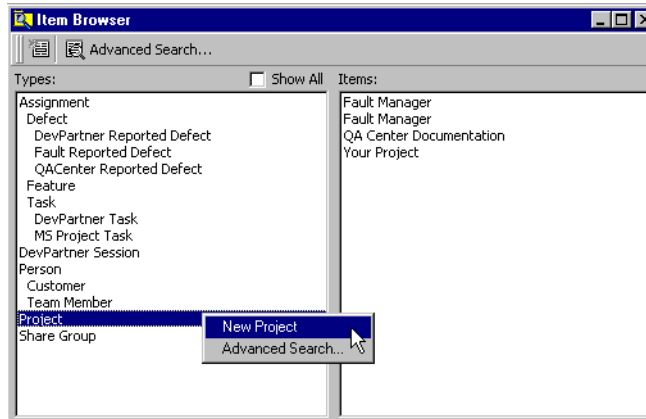 Item Browser
Advanced Search...
Types:
Show All
Items:
Assignment
Defect
DevPartner Reported Defect
Fault Reported Defect
QACenter Reported Defect
Feature
Task
DevPartner Task
MS Project Task
DevPartner Session
Person
Customer
Team Member
Project
Share Group
Fault Manager
Fault Manager
QA Center Documentation
Your Project
New Project
Advanced Search...